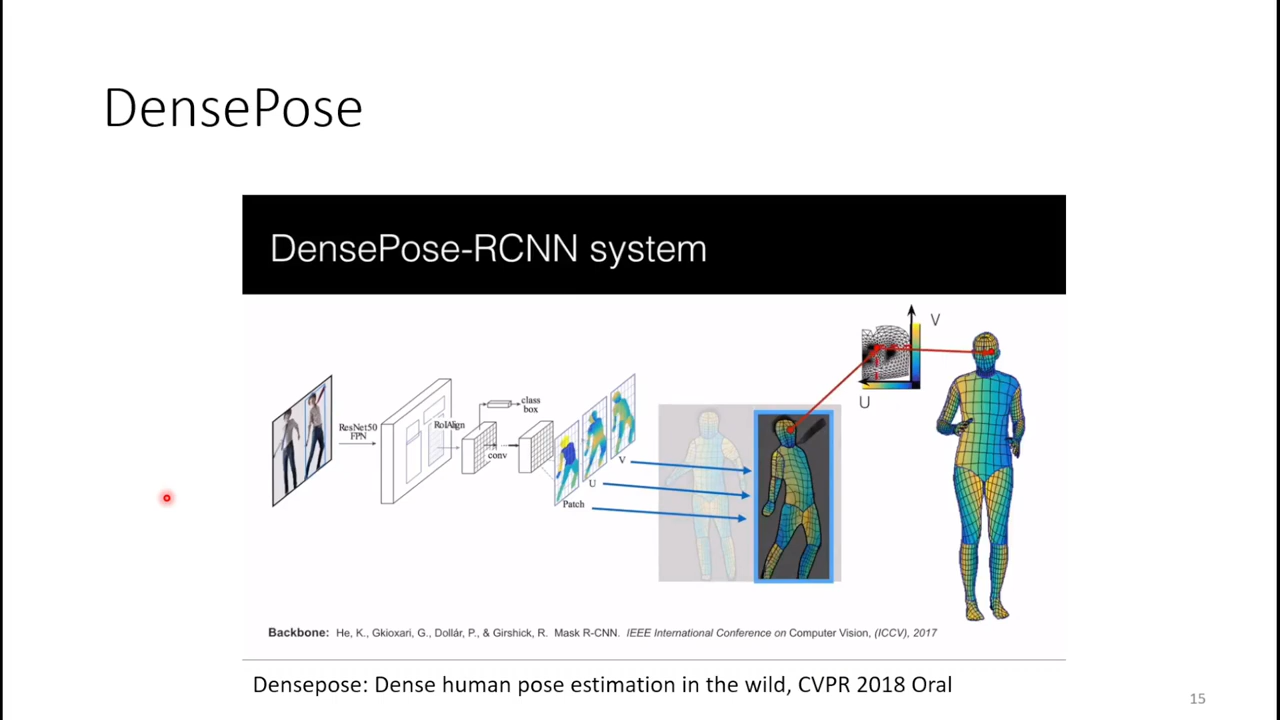 DensePose
DensePose-RCNN system
V
U
class
box
ResNet50
FPN
RoIAlign
conv
V
U
Patch
Backbone: He, K., Gkioxari, G., Dollár, P., & Girshick, R. Mask R-CNN. IEEE International Conference on Computer Vision, (ICCV), 2017
Densepose: Dense human pose estimation in the wild, CVPR 2018 Oral
15